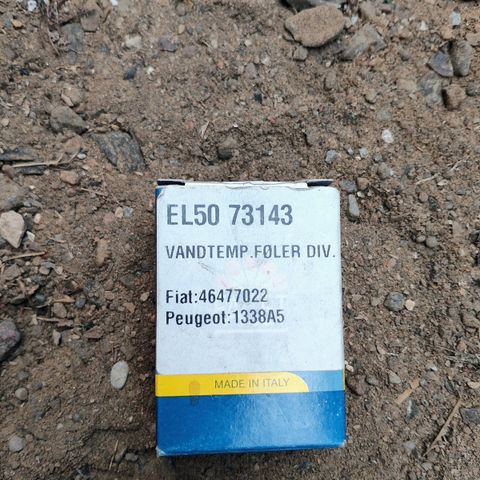 EL50 73143
VANDTEMP.FØLER DIV.
Fiat:46477022
Peugeot:1338A5
MADE IN ITALY